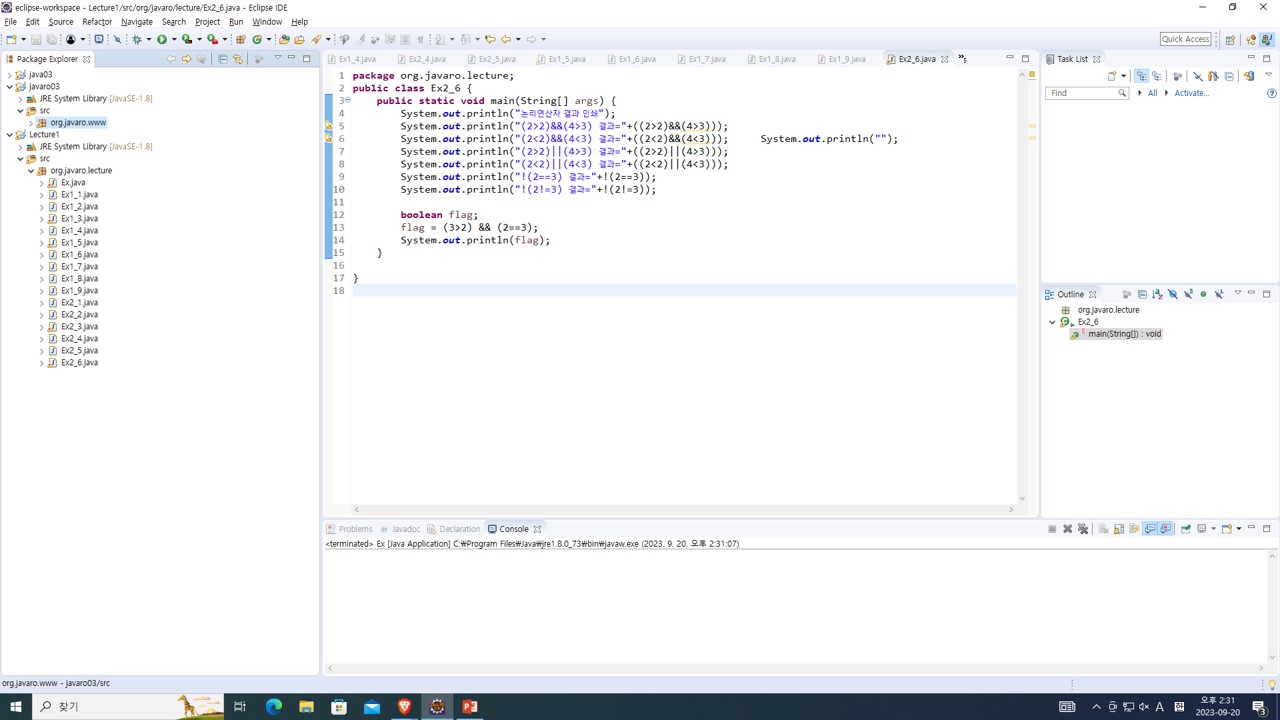 eclipse-workspace - Lecture1/src/org/javaro/lecture/Ex2_6.java - Eclipse IDE
File Edit Source Refactor Navigate Search Project Run Window Help
Quick Access
Package Explorer
java03
javaro03
JRE System Library [JavaSE-1.8]
src
org.javaro.www
Lecture1
JRE System Library [JavaSE-1.8]
src
org.javaro.lecture
Ex.java
Ex1_1.java
Ex1_2.java
Ex1_3.java
Ex1_4.java
Ex1_5.java
Ex1_6.java
Ex1_7.java
Ex1_8.java
Ex1_9.java
Ex2_1.java
Ex2_2.java
Ex2_3.java
Ex2_4.java
Ex2_5.java
Ex2_6.java
Ex1_4.java Ex2_4.java Ex2_5.java Ex1_5.java Ex1_6.java Ex1_7.java Ex1_8.java Ex1_9.java Ex2_6.java »5
1 package org.javaro.lecture;
2 public class Ex2_6 {
3 public static void main(String[] args) {
4 System.out.println("논리연산자 결과 인쇄");
5 System.out.println("(2>2)&&(4>3) 결과="+((2>2)&&(4>3)));
6 System.out.println("(2<2)&&(4<3) 결과="+((2<2)&&(4<3))); System.out.println("");
7 System.out.println("(2>2)||(4>3) 결과="+((2>2)||(4>3)));
8 System.out.println("(2<2)||(4<3) 결과="+((2<2)||(4<3)));
9 System.out.println("!(2==3) 결과="+!(2==3));
10 System.out.println("!(2!=3) 결과="+!(2!=3));
11
12 boolean flag;
13 flag = (3>2) && (2==3);
14 System.out.println(flag);
15 }
16
17 }
18
Task List
Find All Activate...
Outline
org.javaro.lecture
Ex2_6
main(String[]) : void
Problems Javadoc Declaration Console
<terminated> Ex [Java Application] C:₩Program Files₩Java₩jre1.8.0_73₩bin₩javaw.exe (2023. 9. 20. 오후 2:31:07)
org.javaro.www - javaro03/src
찾기
A
오후 2:31
2023-09-20
3